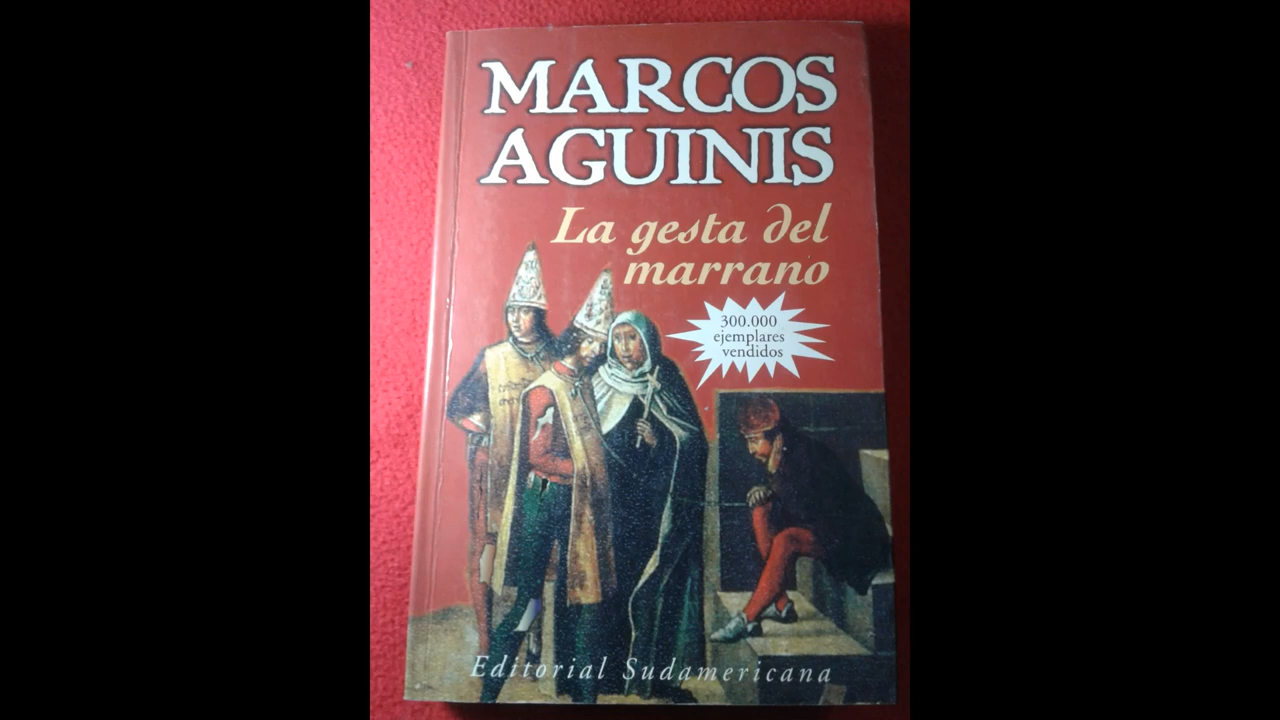 MARCOS
AGUINIS
La gesta del
marrano
300.000
ejemplares
vendidos
Editorial Sudamericana